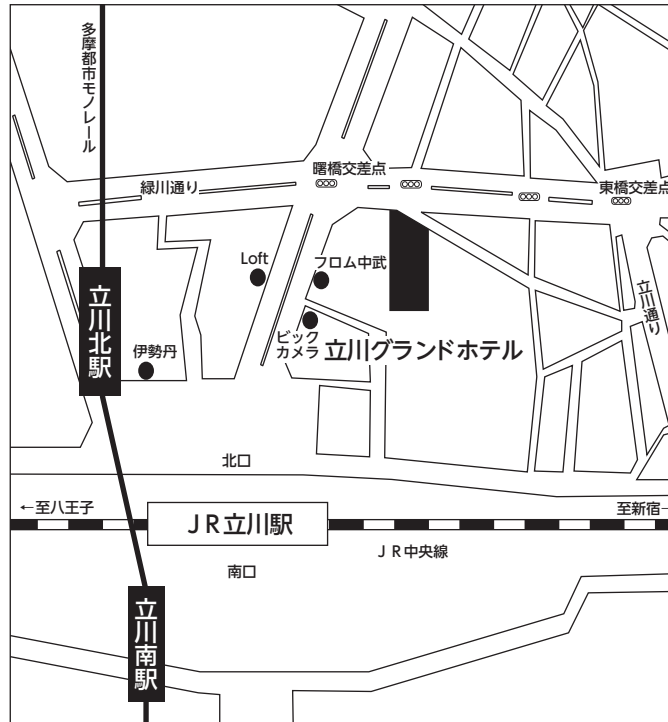 多摩都市モノレール
曙橋交差点
緑川通り
東橋交差点
Loft
フロム中武
立川通り
立川北駅
ビック
カメラ
伊勢丹
立川グランドホテル
北口
←至八王子
至新宿→
JR立川駅
JR中央線
南口
立川南駅